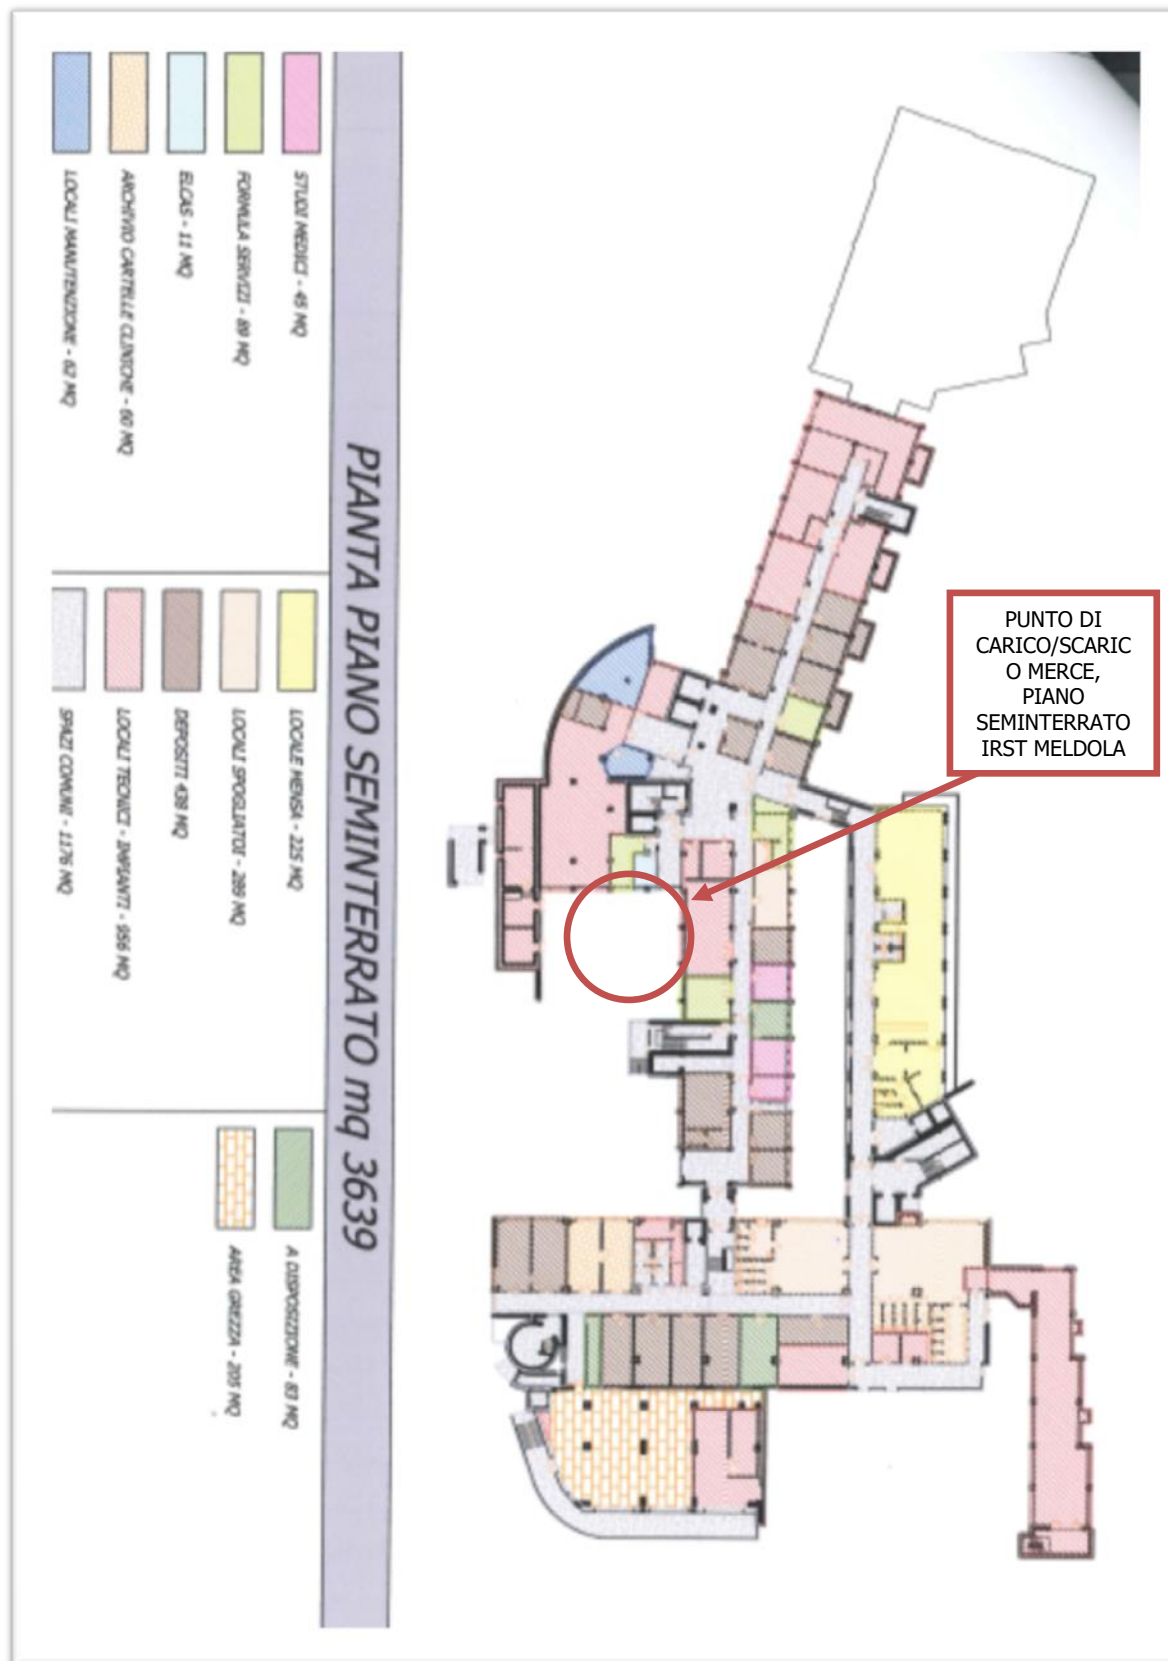 PUNTO DI
CARICO/SCARIC
O MERCE,
PIANO
SEMINTERRATO
IRST MELDOLA
PIANTA PIANO SEMINTERRATO mq 3639
STUDI MEDICI - 45 MQ
FORMULA SERVIZI - 89 MQ
ELCAS - 11 MQ
ARCHIVIO CARTELLE CLINICHE - 60 MQ
LOCALI MANUTENZIONE - 62 MQ
LOCALE MENSA - 225 MQ
LOCALI SPOGLIATOI - 289 MQ
DEPOSITI 439 MQ
LOCALI TECNICI - IMPIANTI - 956 MQ
SPAZI COMUNI - 1176 MQ
A DISPOSIZIONE - 83 MQ
AREA GREZZA - 205 MQ